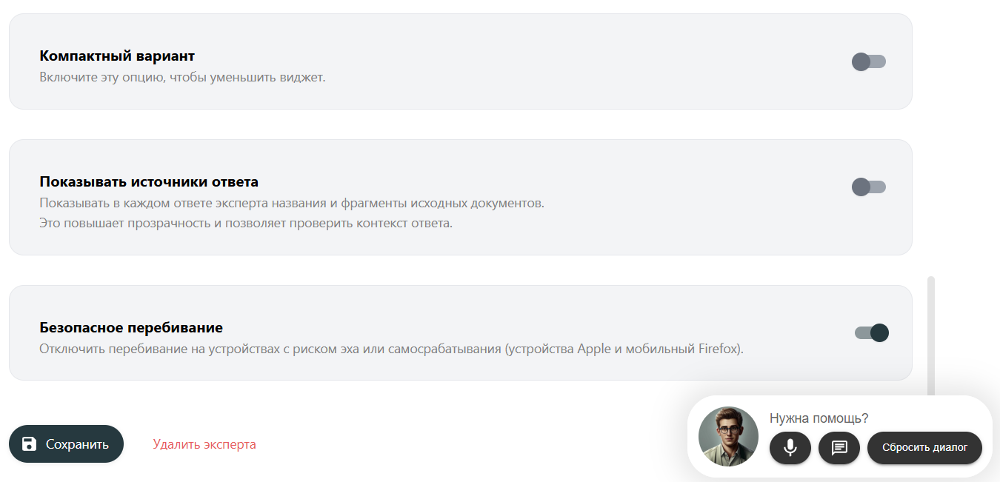 Компактный вариант
Включите эту опцию, чтобы уменьшить виджет.
Показывать источники ответа
Показывать в каждом ответе эксперта названия и фрагменты исходных документов.
Это повышает прозрачность и позволяет проверить контекст ответа.
Безопасное перебивание
Отключить перебивание на устройствах с риском эха или самосрабатывания (устройства Apple и мобильный Firefox).
Сохранить
Удалить эксперта
Нужна помощь?
Сбросить диалог